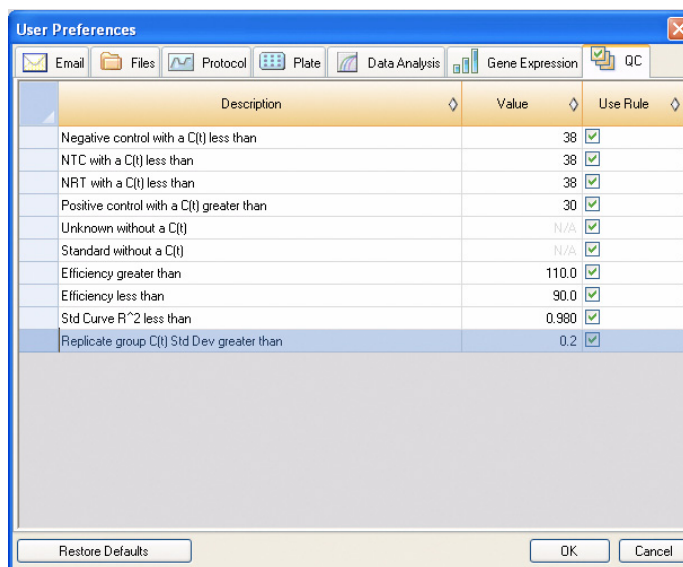 User Preferences
Email Files Protocol Plate Data Analysis Gene Expression QC
Description Value Use Rule
Negative control with a C(t) less than 38
NTC with a C(t) less than 38
NRT with a C(t) less than 38
Positive control with a C(t) greater than 30
Unknown without a C(t) N/A
Standard without a C(t) N/A
Efficiency greater than 110.0
Efficiency less than 90.0
Std Curve R^2 less than 0.980
Replicate group C(t) Std Dev greater than 0.2
Restore Defaults OK Cancel